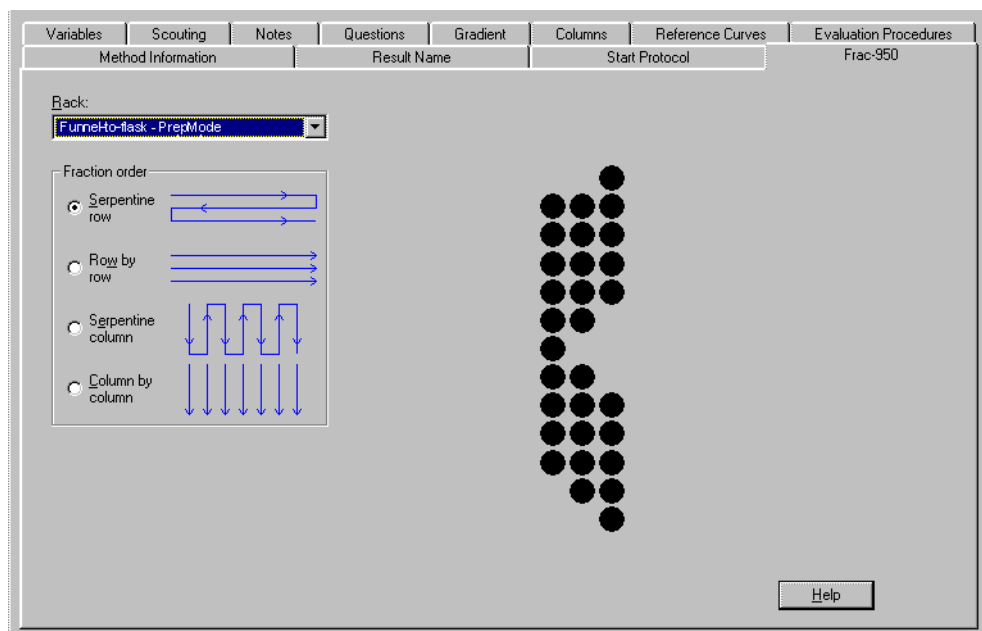 Variables Scouting Notes Questions Gradient Columns Reference Curves Evaluation Procedures
Method Information Result Name Start Protocol Frac-950
Rack:
Funnel-to-flask - PrepMode
Fraction order
Serpentine
row
Row by
row
Serpentine
column
Column by
column
Help